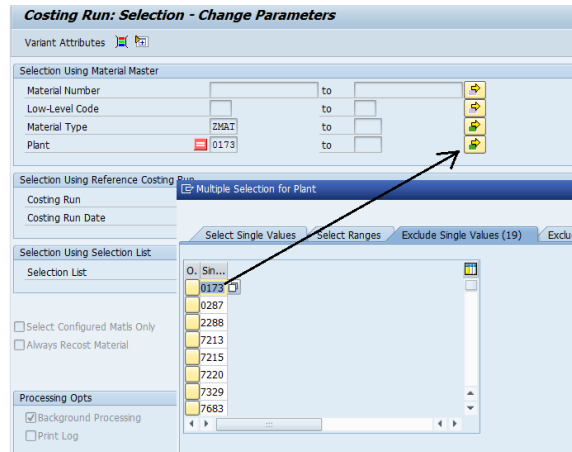 Costing Run: Selection - Change Parameters
Variant Attributes
Selection Using Material Master
Material Number to
Low-Level Code to
Material Type ZMAT to
Plant 0173 to
Selection Using Reference Costing Run
Costing Run
Costing Run Date
Selection Using Selection List
Selection List
Select Configured Matls Only
Always Recost Material
Processing Opts
Background Processing
Print Log
Multiple Selection for Plant
Select Single Values Select Ranges Exclude Single Values (19) Exclu
O. Sin...
0173
0287
2288
7213
7215
7220
7329
7683